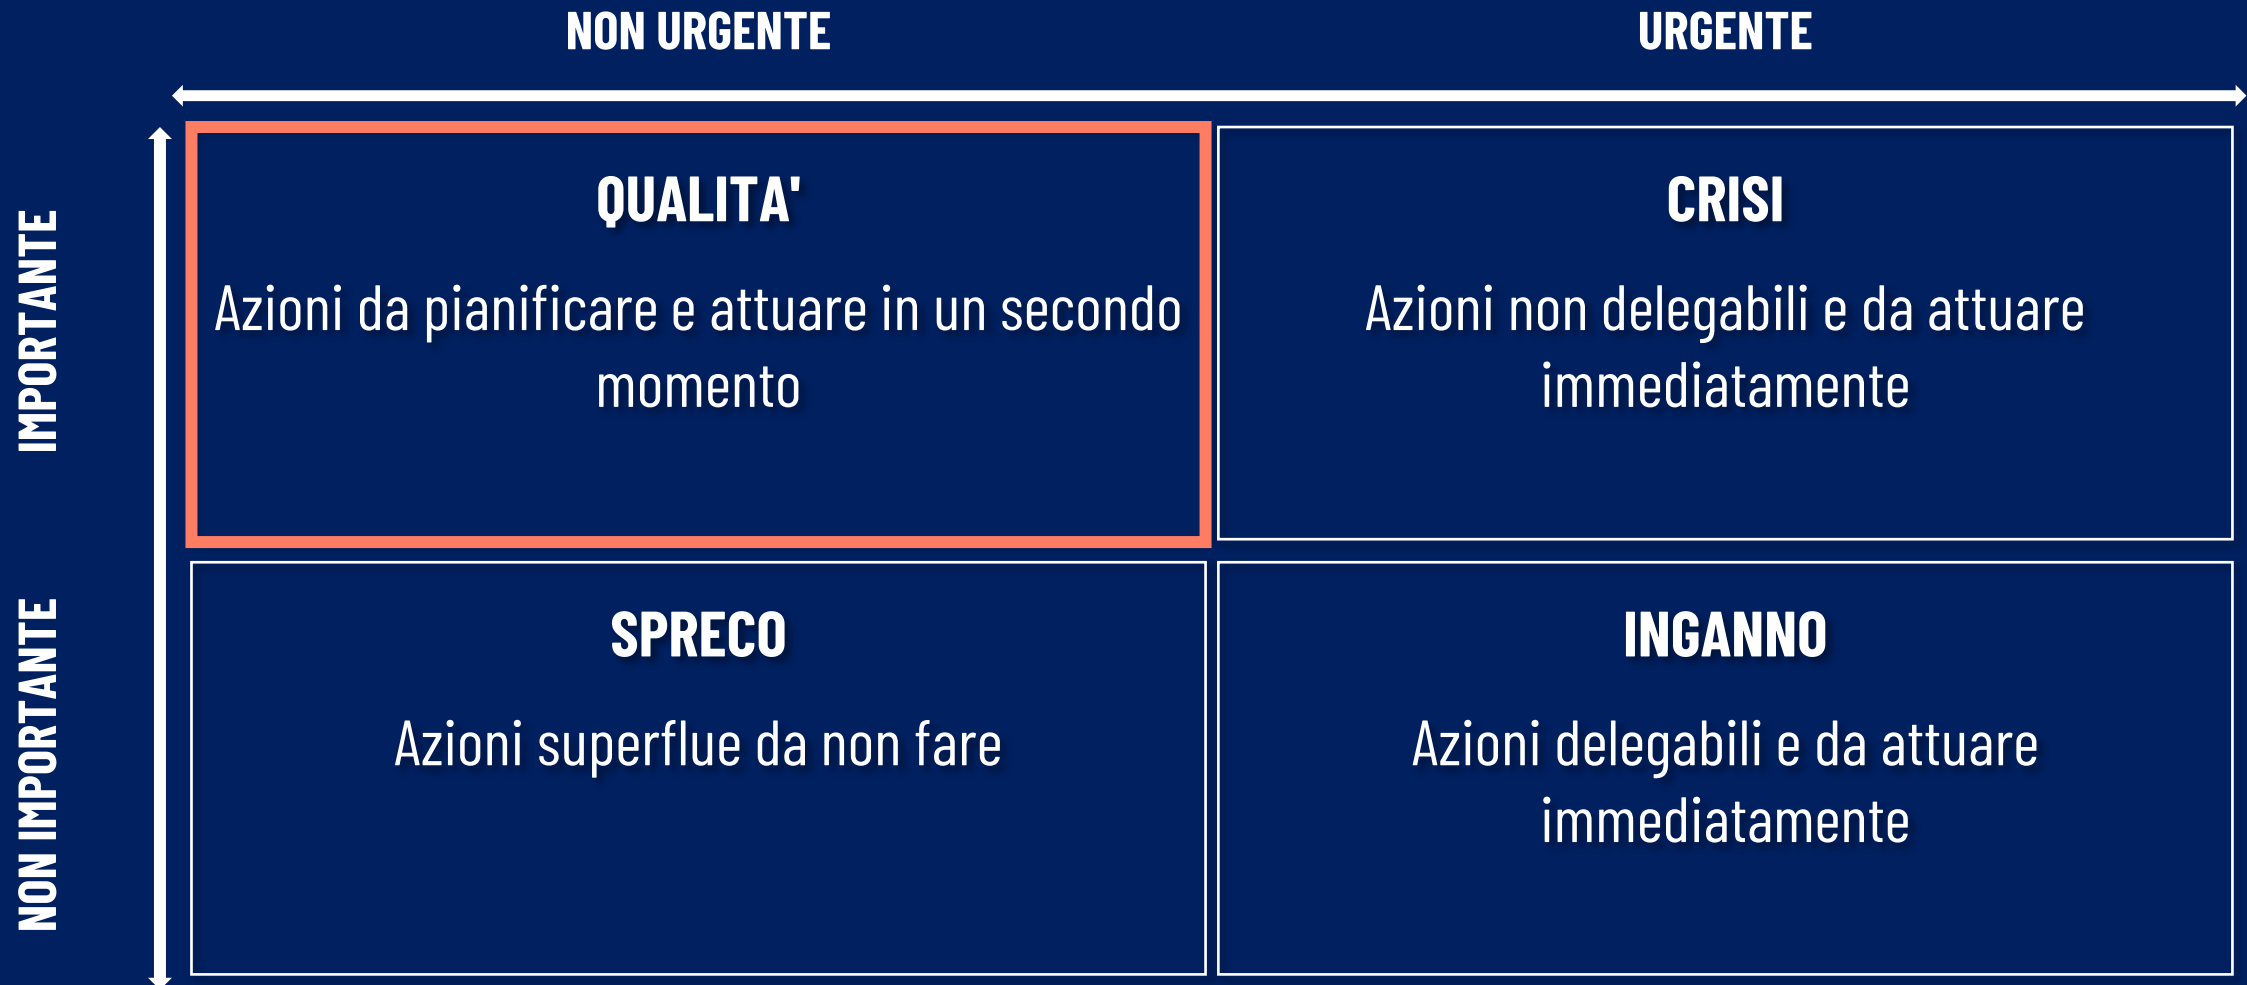 NON URGENTE
URGENTE
IMPORTANTE
QUALITA'
Azioni da pianificare e attuare in un secondo
momento
CRISI
Azioni non delegabili e da attuare
immediatamente
NON IMPORTANTE
SPRECO
Azioni superflue da non fare
INGANNO
Azioni delegabili e da attuare
immediatamente